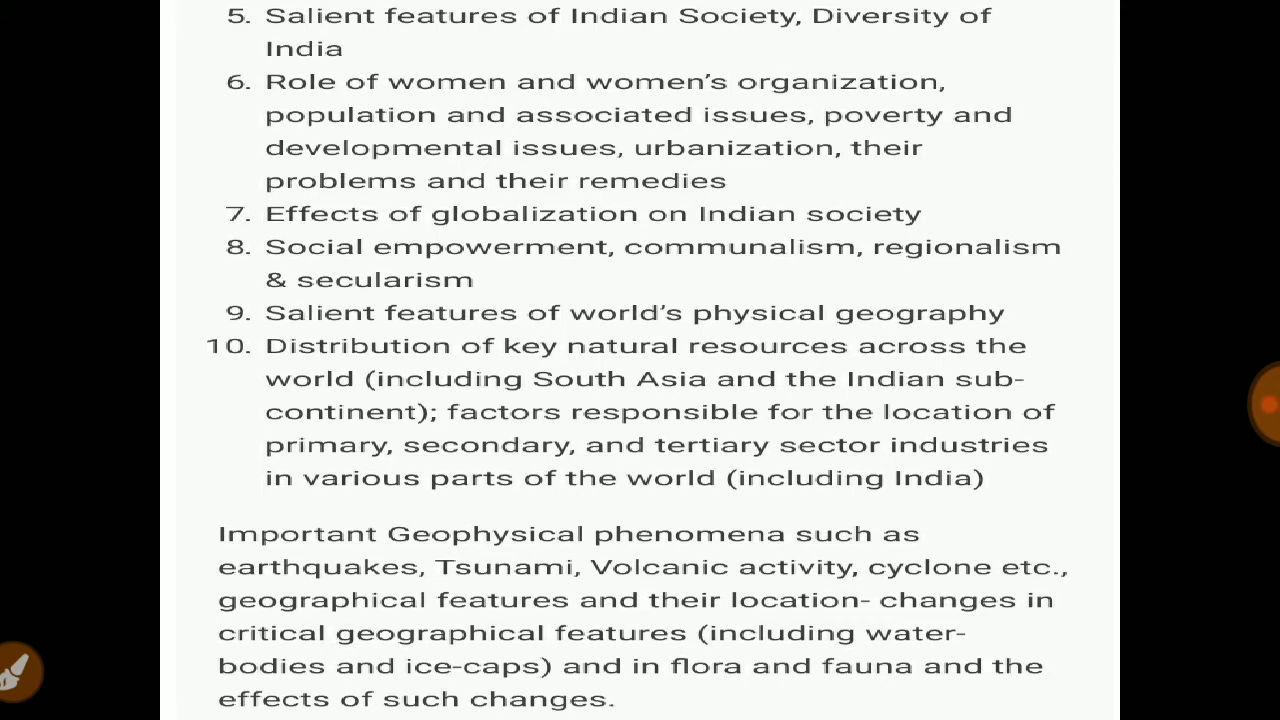 5. Salient features of Indian Society, Diversity of
India
6. Role of women and women’s organization,
population and associated issues, poverty and
developmental issues, urbanization, their
problems and their remedies
7. Effects of globalization on Indian society
8. Social empowerment, communalism, regionalism
& secularism
9. Salient features of world’s physical geography
10. Distribution of key natural resources across the
world (including South Asia and the Indian sub-
continent); factors responsible for the location of
primary, secondary, and tertiary sector industries
in various parts of the world (including India)
Important Geophysical phenomena such as
earthquakes, Tsunami, Volcanic activity, cyclone etc.,
geographical features and their location- changes in
critical geographical features (including water-
bodies and ice-caps) and in flora and fauna and the
effects of such changes.